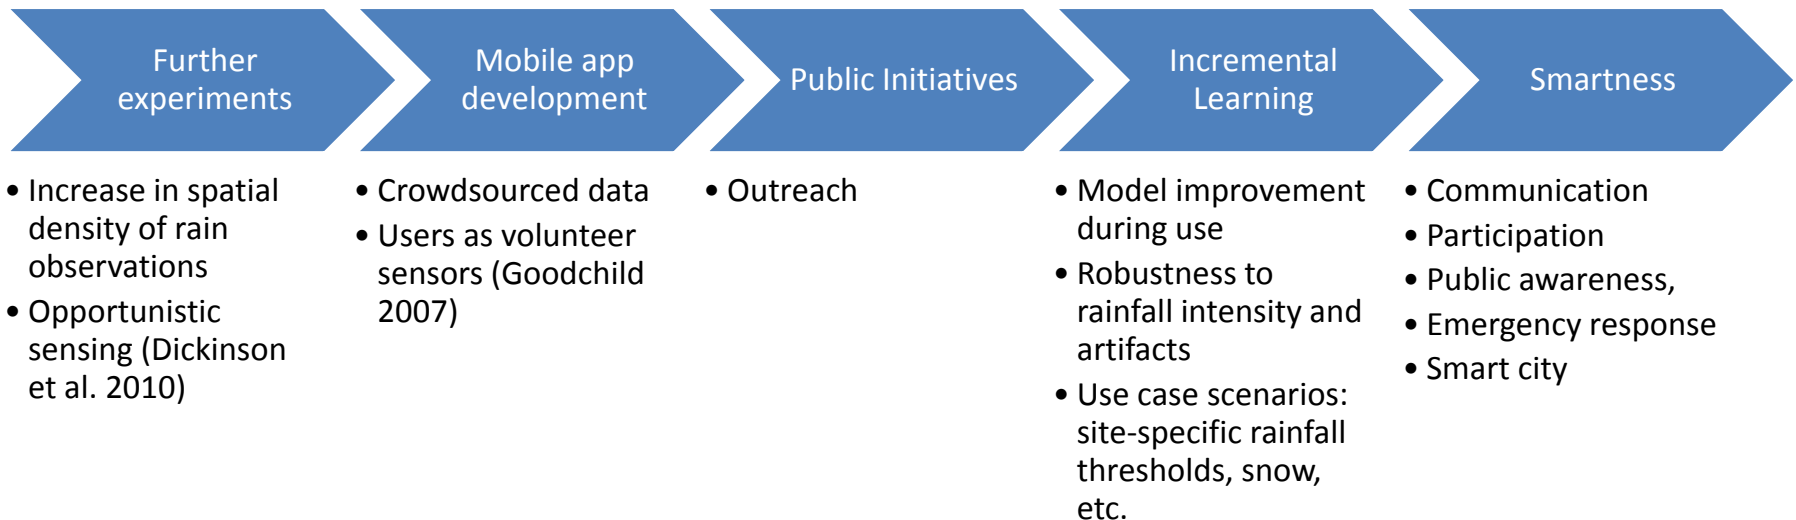 Further
experiments
Mobile app
development
Public Initiatives
Incremental
Learning
Smartness
• Increase in spatial
density of rain
observations
• Opportunistic
sensing (Dickinson
et al. 2010)
• Crowdsourced data
• Users as volunteer
sensors (Goodchild
2007)
• Outreach
• Model improvement
during use
• Robustness to
rainfall intensity and
artifacts
• Use case scenarios:
site-specific rainfall
thresholds, snow,
etc.
• Communication
• Participation
• Public awareness,
• Emergency response
• Smart city